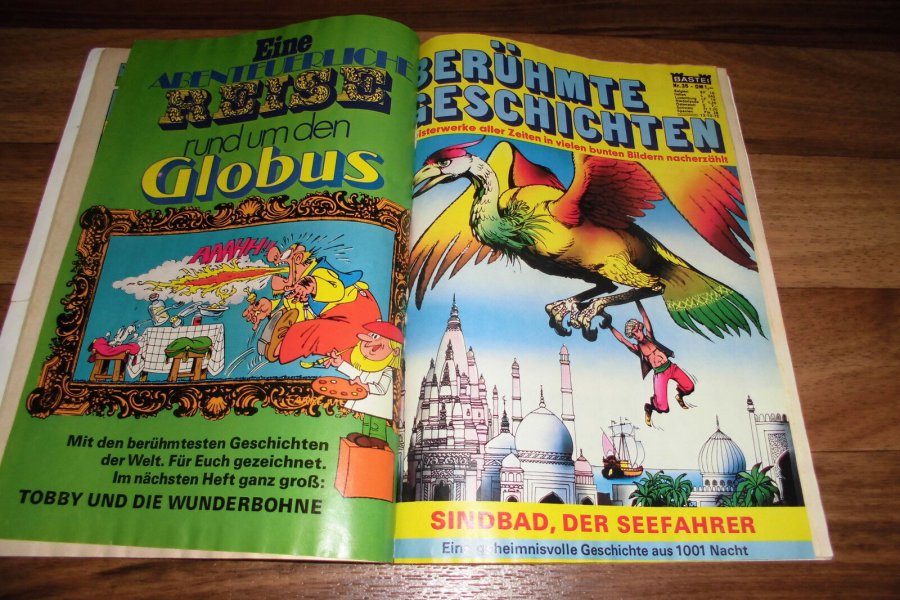 Eine
ABENTEUERLICHE
REISE
rund um den
Globus
AAAHH!!
Mit den berühmtesten Geschichten
der Welt. Für Euch gezeichnet.
Im nächsten Heft ganz groß:
TOBBY UND DIE WUNDERBOHNE
BERÜHMTE
GESCHICHTEN
BASTEI
DM 1,–
Meisterwerke aller Zeiten in vielen bunten Bildern nacherzählt
SINDBAD, DER SEEFAHRER
Eine geheimnisvolle Geschichte aus 1001 Nacht